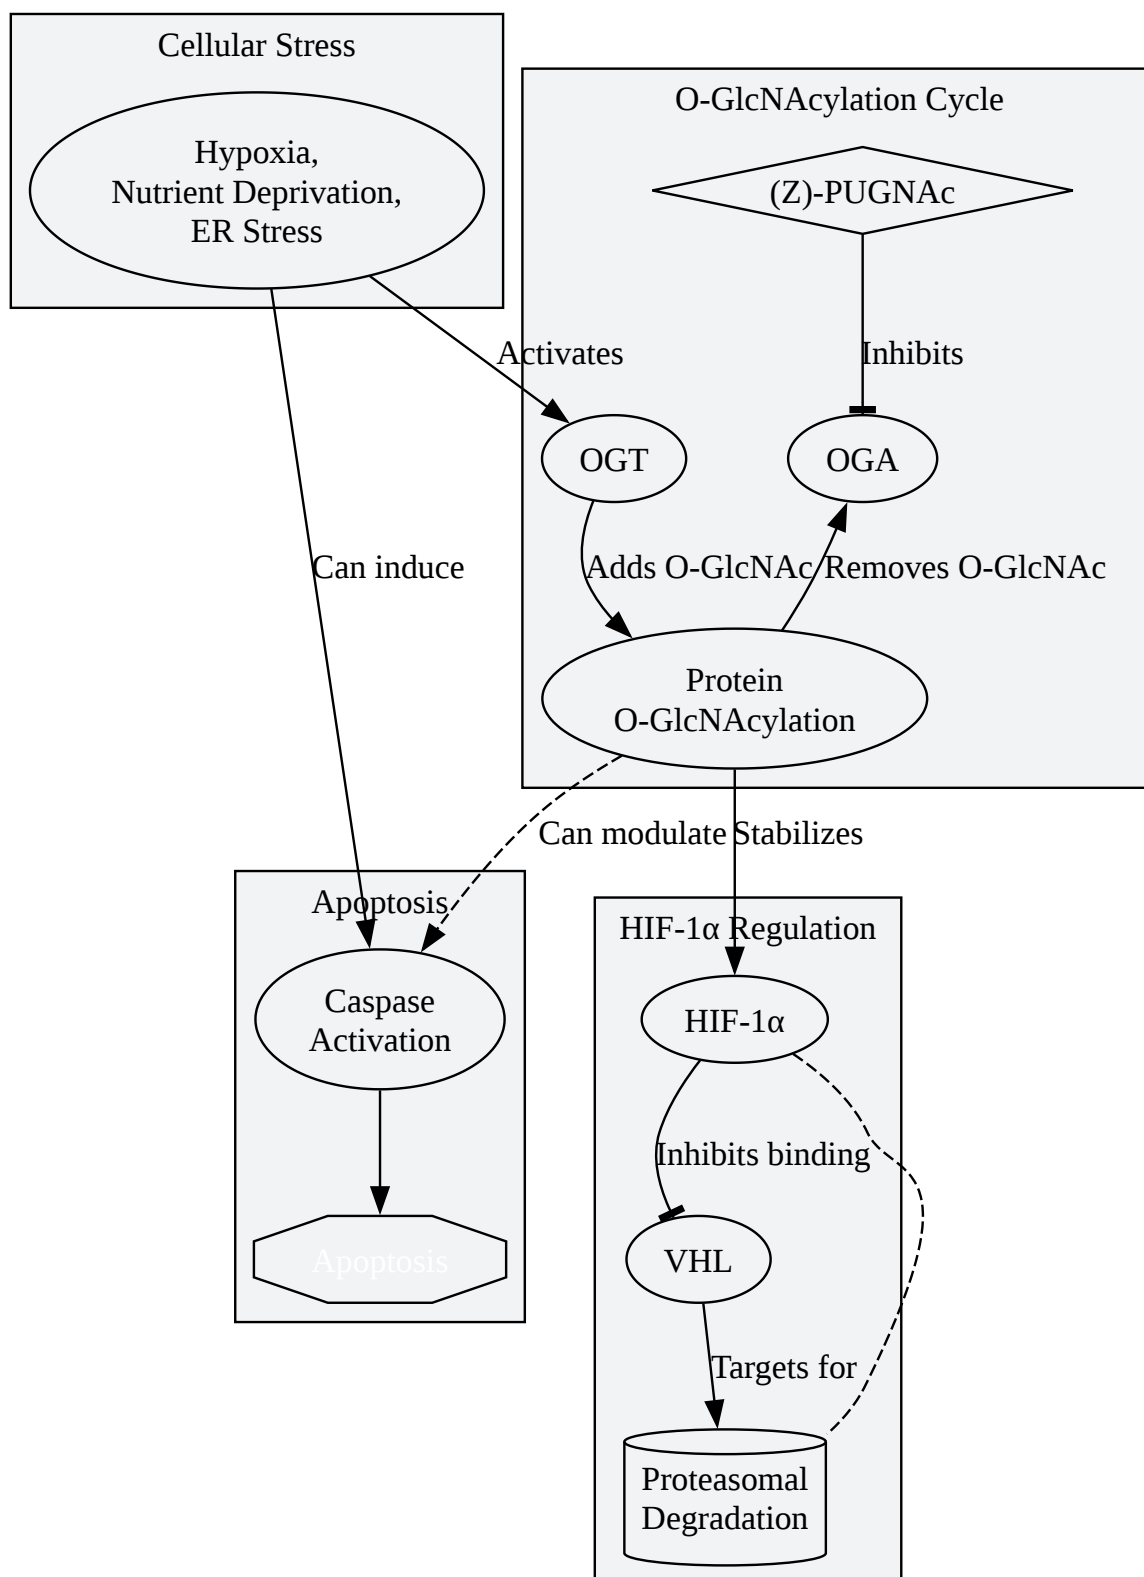 Cellular Stress
O-GlcNAcylation Cycle
Hypoxia,
Nutrient Deprivation,
ER Stress
(Z)-PUGNAc
Activates
Inhibits
OGT
OGA
Can induce
Adds O-GlcNAc
Removes O-GlcNAc
Protein
O-GlcNAcylation
Can modulate
Stabilizes
Apoptosis
HIF-1α Regulation
Caspase
Activation
HIF-1α
Inhibits binding
Apoptosis
VHL
Targets for
Proteasomal
Degradation